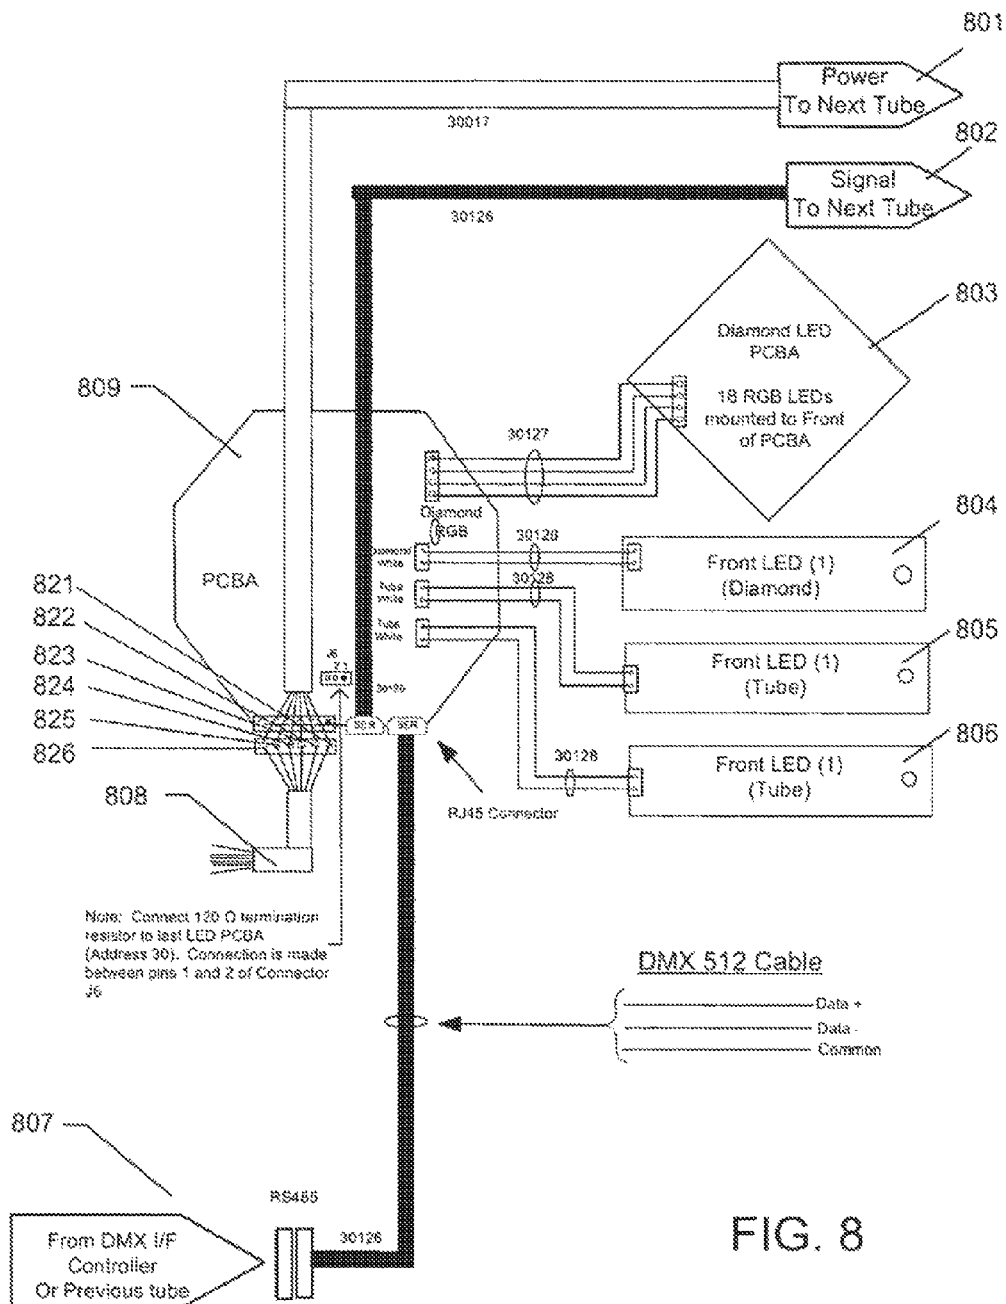 801
Power
To Next Tube
30017
802
Signal
To Next Tube
30126
803
Diamond LED
PCBA
18 RGB LEDs
mounted to Front
of PCBA
809
30127
Diamond
RGB
804
30128
Diamond
White
Front LED (1)
(Diamond)
PCBA
30128
Tube
White
821
822
823
824
825
826
805
Front LED (1)
(Tube)
Tube
White
J6
2 1
SER
SER
806
30128
Front LED (1)
(Tube)
808
RJ45 Connector
Note: Connect 120 Ω termination
resistor to last LED PCBA
(Address 30). Connection is made
between pins 1 and 2 of Connector
J6
DMX 512 Cable
Data +
Data -
Common
807
RS485
30126
From DMX I/F
Controller
Or Previous tube
FIG. 8